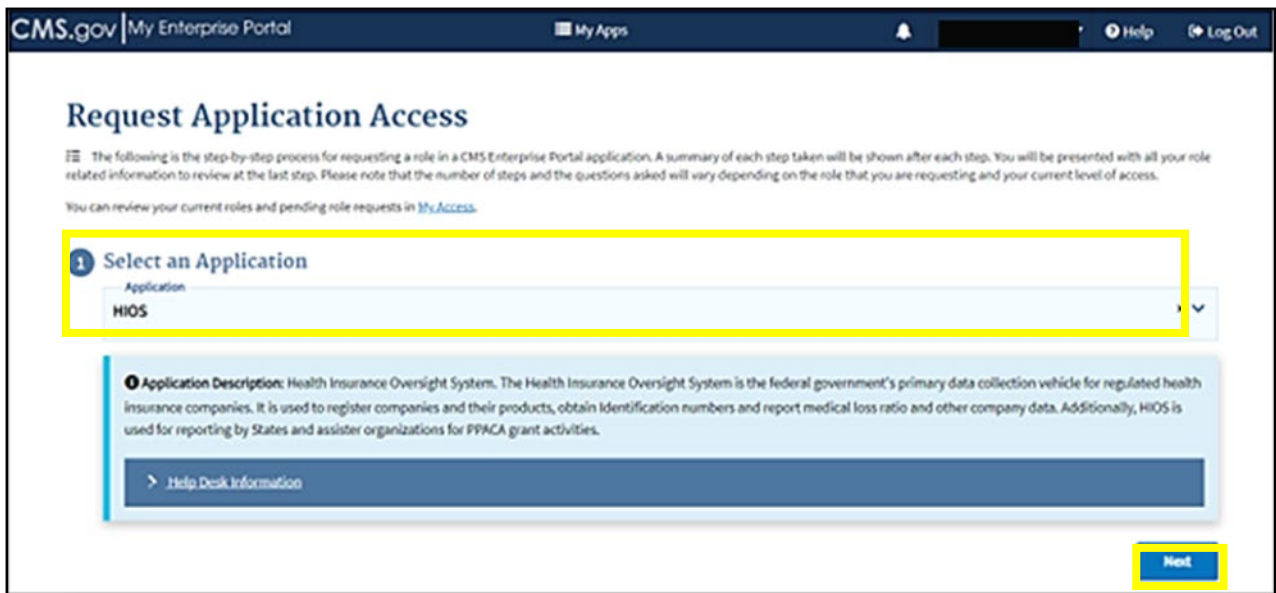 CMS.gov My Enterprise Portal My Apps Help Log Out
Request Application Access
The following is the step-by-step process for requesting a role in a CMS Enterprise Portal application. A summary of each step taken will be shown after each step. You will be presented with all your role
related information to review at the last step. Please note that the number of steps and the questions asked will vary depending on the role that you are requesting and your current level of access.
You can review your current roles and pending role requests in My Access.
1 Select an Application
Application
HIOS
Application Description: Health Insurance Oversight System. The Health Insurance Oversight System is the federal government's primary data collection vehicle for regulated health
insurance companies. It is used to register companies and their products, obtain Identification numbers and report medical loss ratio and other company data. Additionally, HIOS is
used for reporting by States and assister organizations for PPACA grant activities.
Help Desk Information
Next